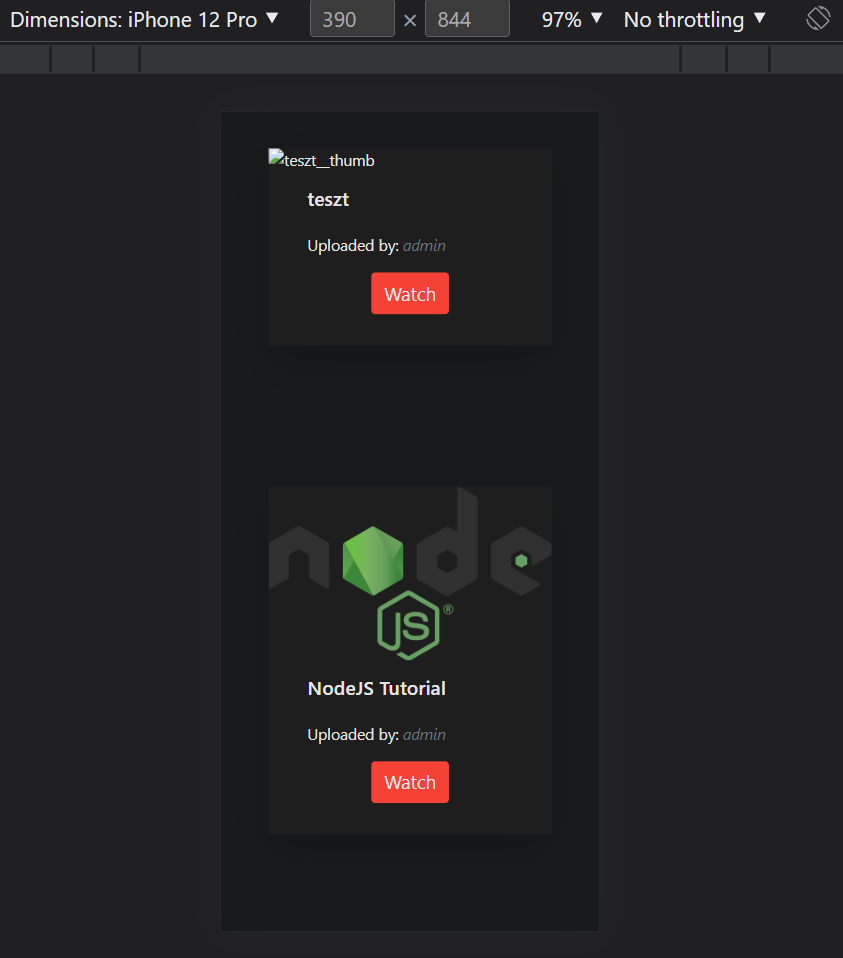 Dimensions: iPhone 12 Pro ▼ 390 × 844 97% ▼ No throttling ▼
teszt__thumb
teszt
Uploaded by: admin
Watch
node
JS®
NodeJS Tutorial
Uploaded by: admin
Watch